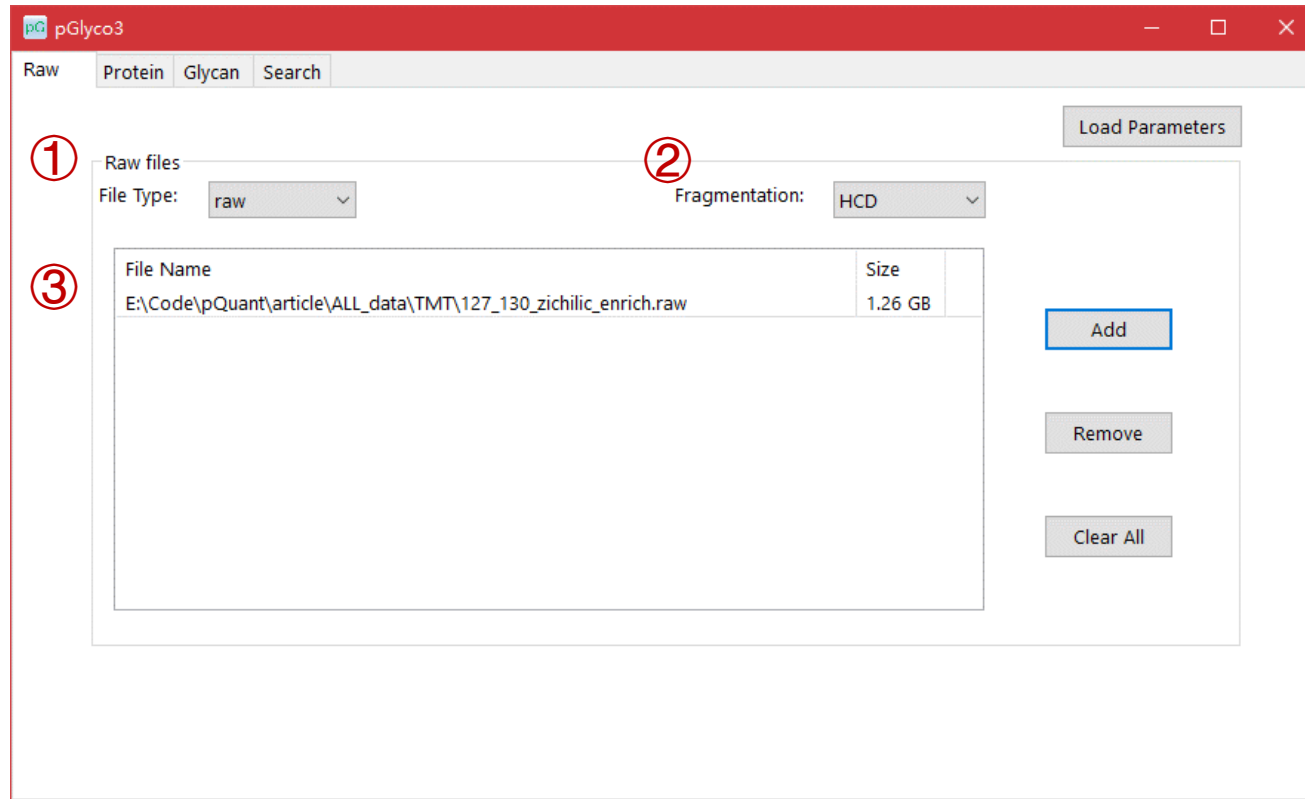 pG pGlyco3
Raw Protein Glycan Search
Load Parameters
① Raw files ②
File Type: raw Fragmentation: HCD
③ File Name Size
E:\Code\pQuant\article\ALL_data\TMT\127_130_zichilic_enrich.raw 1.26 GB
Add
Remove
Clear All